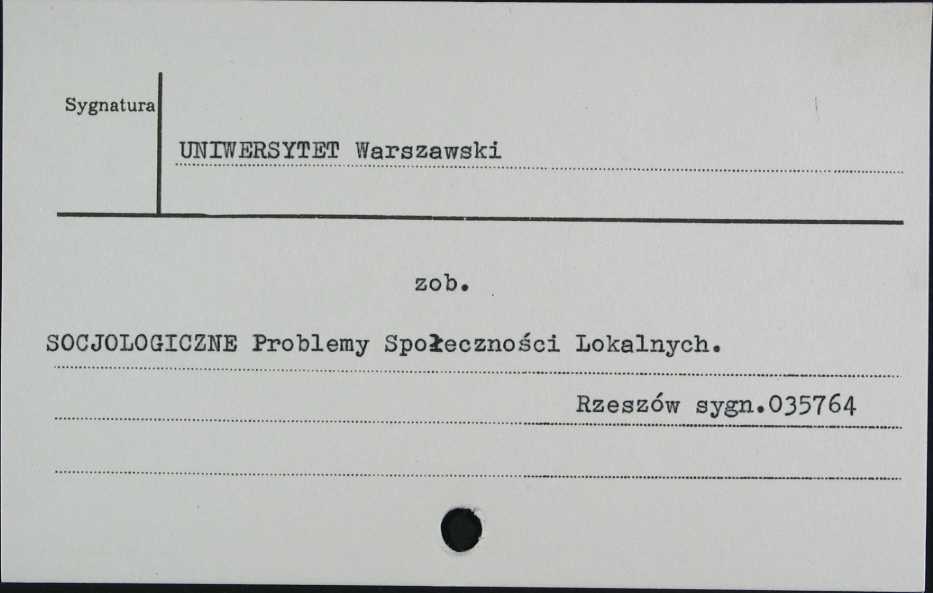 Sygnatura
UNIWERSYTET Warszawski
zob.
SOCJOLOGICZNE Problemy Społeczności Lokalnych.
Rzeszów sygn.035764